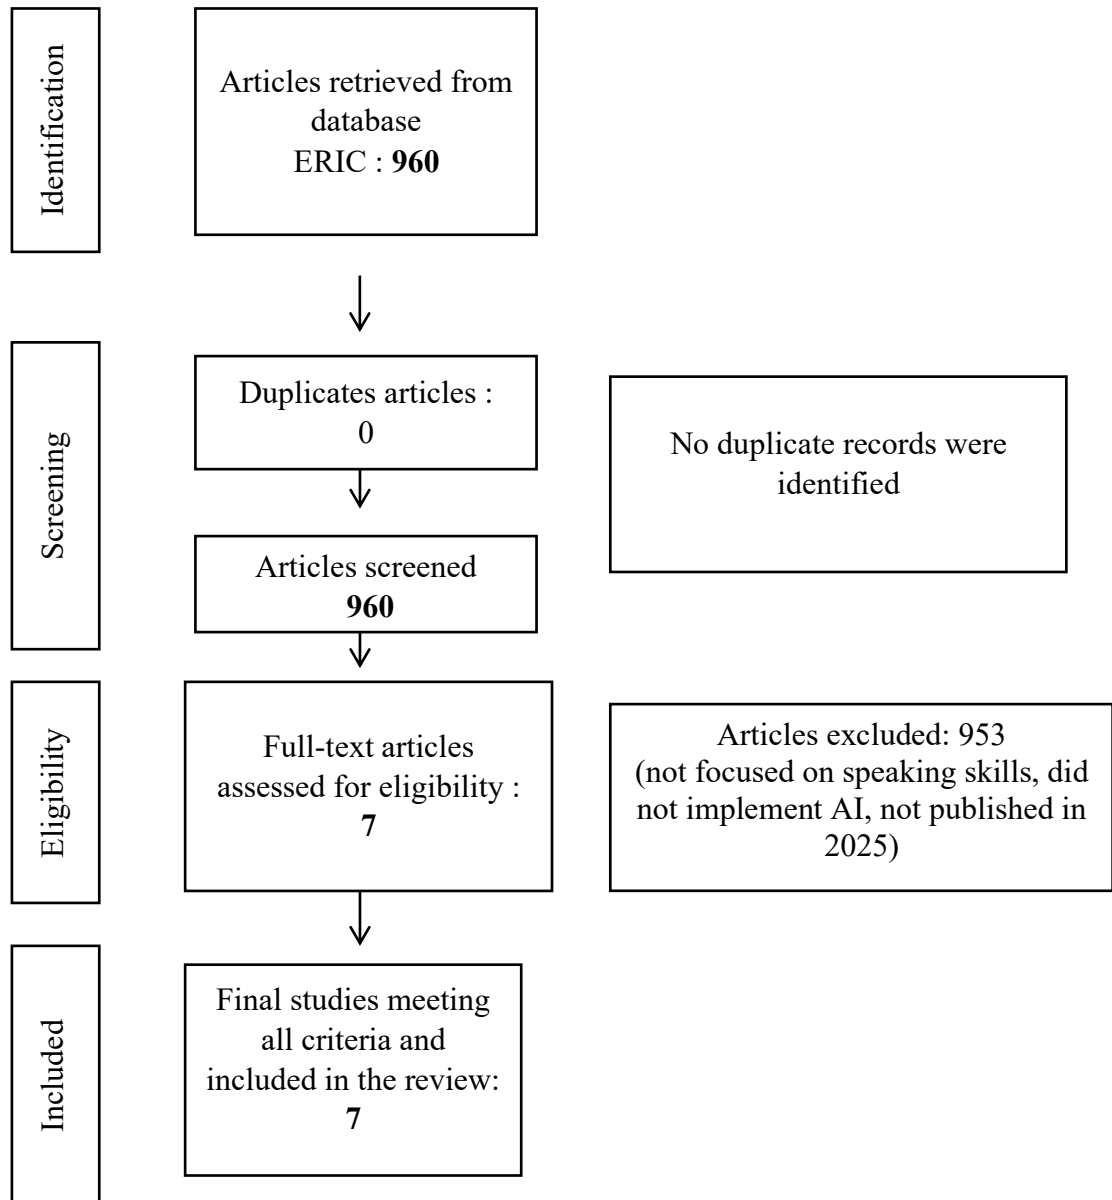 Identification
Articles retrieved from
database
ERIC : 960
Screening
Duplicates articles :
0
No duplicate records were
identified
Articles screened
960
Eligibility
Full-text articles
assessed for eligibility :
7
Articles excluded: 953
(not focused on speaking skills, did
not implement AI, not published in
2025)
Included
Final studies meeting
all criteria and
included in the review:
7